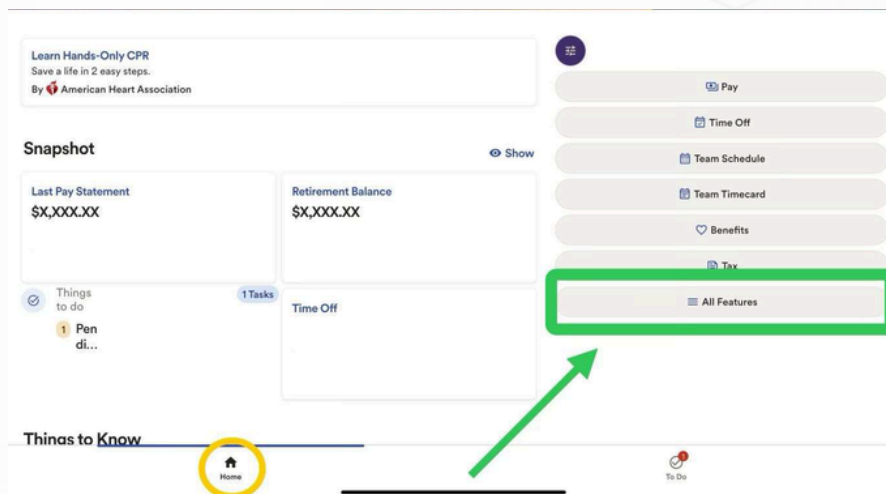 Learn Hands-Only CPR
Save a life in 2 easy steps.
By American Heart Association
Snapshot
Show
Last Pay Statement
$X,XXX.XX
Retirement Balance
$X,XXX.XX
Things
to do
1 Tasks
1 Pen
di...
Time Off
Things to Know
Pay
Time Off
Team Schedule
Team Timecard
Benefits
Tax
All Features
Home
1
To Do